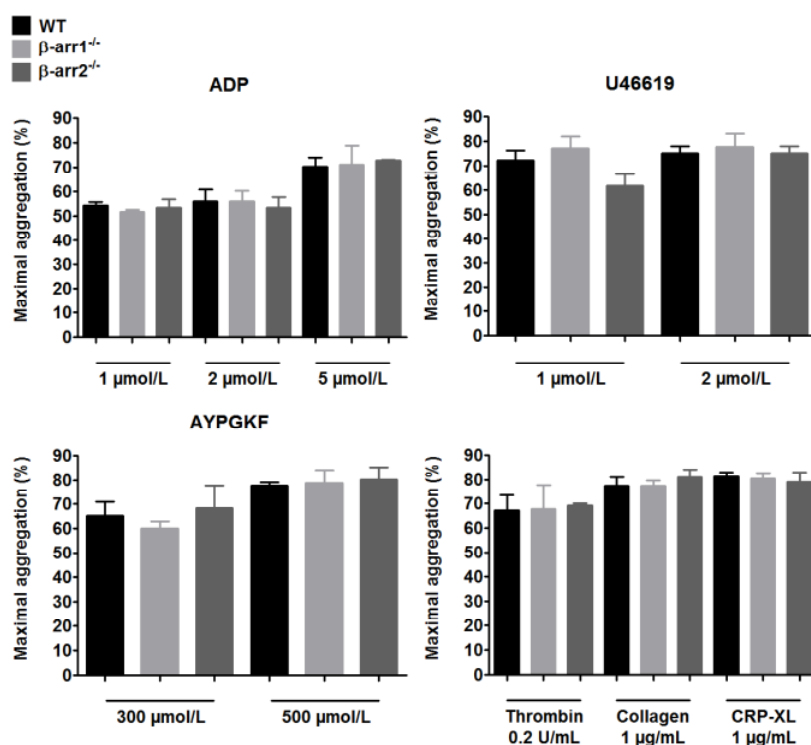 WT
β-arr1-/-
β-arr2-/-
ADP
Maximal aggregation (%)
90
80
70
60
50
40
30
20
10
0
1 µmol/L 2 µmol/L 5 µmol/L
U46619
Maximal aggregation (%)
90
80
70
60
50
40
30
20
10
0
1 µmol/L 2 µmol/L
AYPGKF
Maximal aggregation (%)
90
80
70
60
50
40
30
20
10
0
300 µmol/L 500 µmol/L
Maximal aggregation (%)
90
80
70
60
50
40
30
20
10
0
Thrombin Collagen CRP-XL
0.2 U/mL 1 µg/mL 1 µg/mL